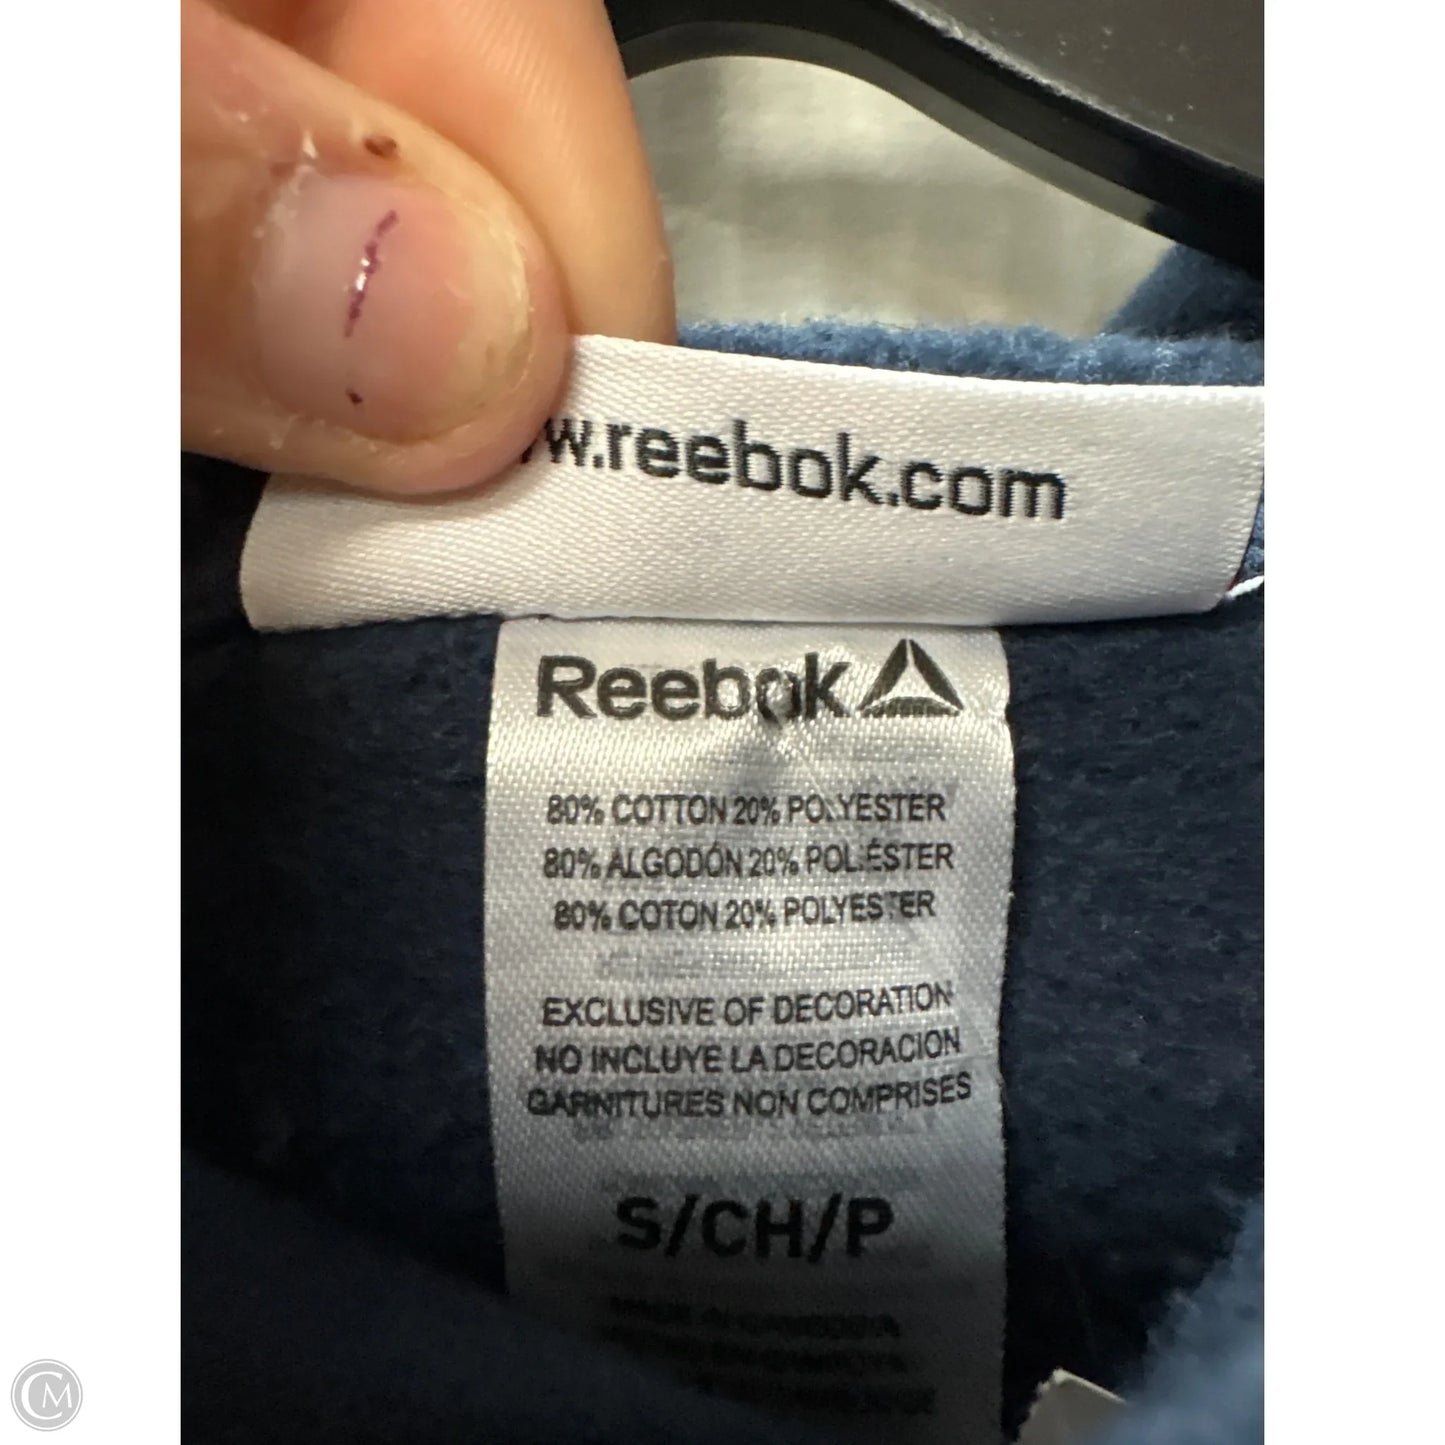 w.reebok.com
Reebok
80% COTTON 20% POLYESTER
80% ALGODÓN 20% POLIÉSTER
80% COTON 20% POLYESTER
EXCLUSIVE OF DECORATION
NO INCLUYE LA DECORACION
GARNITURES NON COMPRISES
S/CH/P
CM